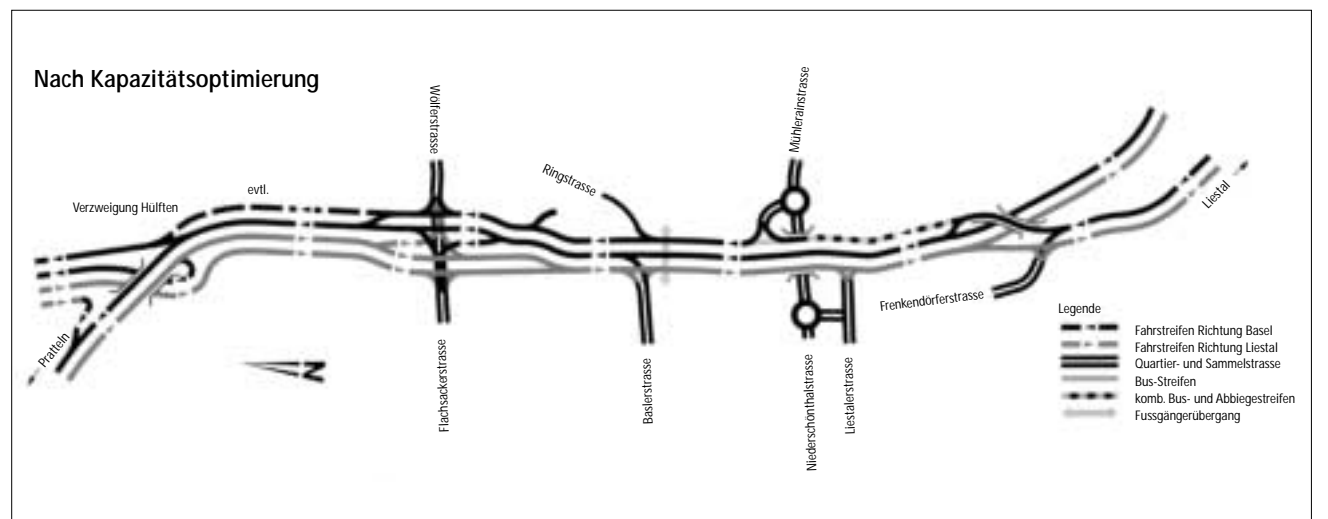 Nach Kapazitätsoptimierung
Wölferstrasse
Mühlerainstrasse
Ringstrasse
evtl.
Verzweigung Hülften
Liestal
Pratteln
N
Flachsackerstrasse
Baslerstrasse
Niederschönthalstrasse
Liestalerstrasse
Frenkendörferstrasse
Legende
Fahrstreifen Richtung Basel
Fahrstreifen Richtung Liestal
Quartier- und Sammelstrasse
Bus-Streifen
komb. Bus- und Abbiegestreifen
Fussgängerübergang